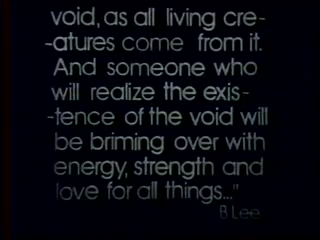 void, as all living cre-
-atures come from it.
And someone who
will realize the exis-
-tence of the void will
be briming over with
energy, strength and
love for all things..."
B Lee